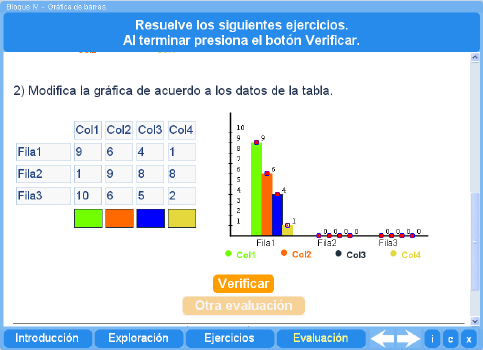 Bloque IV - Gráfica de barras
Resuelve los siguientes ejercicios.
Al terminar presiona el botón Verificar.
2) Modifica la gráfica de acuerdo a los datos de la tabla.
Col1 Col2 Col3 Col4
Fila1 9 6 4 1
Fila2 1 9 8 8
Fila3 10 6 5 2
10
9
8
7
6
5
4
3
2
1
9
6
4
1
0 0 0 0
0 0 0 0
Fila1 Fila2 Fila3
Col1 Col2 Col3 Col4
Verificar
Otra evaluación
Introducción Exploración Ejercicios Evaluación i c x